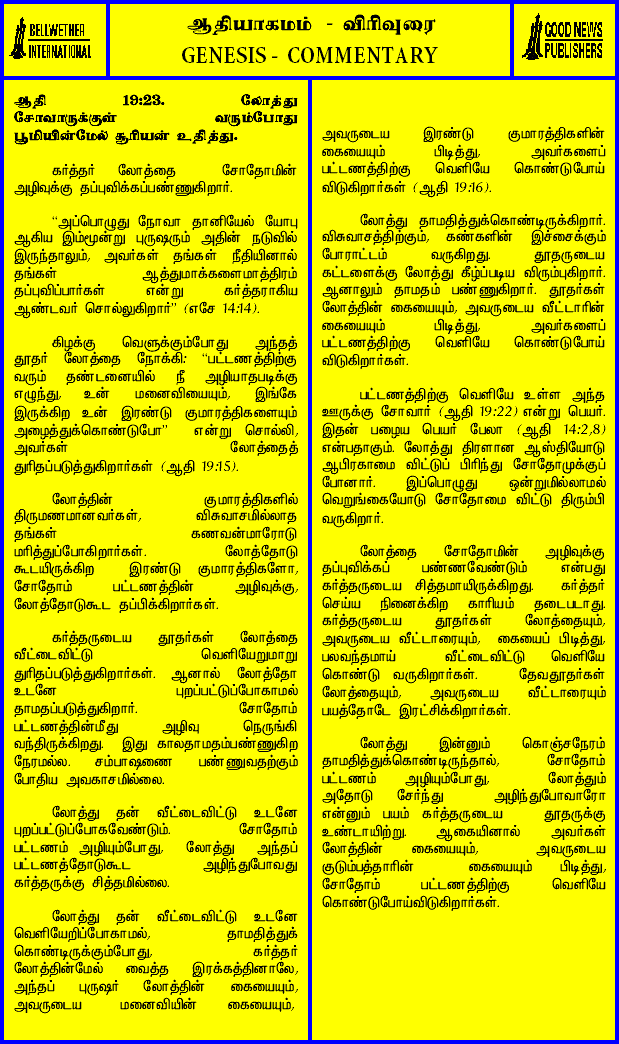 BELLWETHER
INTERNATIONAL
ஆதியாகமம் - விரிவுரை
GENESIS - COMMENTARY
GOOD NEWS
PUBLISHERS
ஆதி 19:23. லோத்து
சோவாருக்குள் வரும்போது
பூமியின்மேல் சூரியன் உதித்து.
கர்த்தர் லோத்தை சோதோமின்
அழிவுக்கு தப்புவிக்கப்பண்ணுகிறார்.
“அப்பொழுது நோவா தானியேல் யோபு
ஆகிய இம்மூன்று புருஷரும் அதின் நடுவில்
இருந்தாலும், அவர்கள் தங்கள் நீதியினால்
தங்கள் ஆத்துமாக்களைமாத்திரம்
தப்புவிப்பார்கள் என்று கர்த்தராகிய
ஆண்டவர் சொல்லுகிறார்” (எசே 14:14).
கிழக்கு வெளுக்கும்போது அந்தத்
தூதர் லோத்தை நோக்கி: “பட்டணத்திற்கு
வரும் தண்டனையில் நீ அழியாதபடிக்கு
எழுந்து, உன் மனைவியையும், இங்கே
இருக்கிற உன் இரண்டு குமாரத்திகளையும்
அழைத்துக்கொண்டுபோ” என்று சொல்லி,
அவர்கள் லோத்தைத்
துரிதப்படுத்துகிறார்கள் (ஆதி 19:15).
லோத்தின் குமாரத்திகளில்
திருமணமானவர்கள், விசுவாசமில்லாத
தங்கள் கணவன்மாரோடு
மரித்துப்போகிறார்கள். லோத்தோடு
கூடயிருக்கிற இரண்டு குமாரத்திகளோ,
சோதோம் பட்டணத்தின் அழிவுக்கு,
லோத்தோடுகூட தப்பிக்கிறார்கள்.
கர்த்தருடைய தூதர்கள் லோத்தை
வீட்டைவிட்டு வெளியேறுமாறு
துரிதப்படுத்துகிறார்கள். ஆனால் லோத்தோ
உடனே புறப்பட்டுப்போகாமல்
தாமதப்படுத்துகிறார். சோதோம்
பட்டணத்தின்மீது அழிவு நெருங்கி
வந்திருக்கிறது. இது காலதாமதம்பண்ணுகிற
நேரமல்ல. சம்பாஷணை பண்ணுவதற்கும்
போதிய அவகாசமில்லை.
லோத்து தன் வீட்டைவிட்டு உடனே
புறப்பட்டுப்போகவேண்டும். சோதோம்
பட்டணம் அழியும்போது, லோத்து அந்தப்
பட்டணத்தோடுகூட அழிந்துபோவது
கர்த்தருக்கு சித்தமில்லை.
லோத்து தன் வீட்டைவிட்டு உடனே
வெளியேறிப்போகாமல், தாமதித்துக்
கொண்டிருக்கும்போது, கர்த்தர்
லோத்தின்மேல் வைத்த இரக்கத்தினாலே,
அந்தப் புருஷர் லோத்தின் கையையும்,
அவருடைய மனைவியின் கையையும்,
அவருடைய இரண்டு குமாரத்திகளின்
கையையும் பிடித்து, அவர்களைப்
பட்டணத்திற்கு வெளியே கொண்டுபோய்
விடுகிறார்கள் (ஆதி 19:16).
லோத்து தாமதித்துக்கொண்டிருக்கிறார்.
விசுவாசத்திற்கும், கண்களின் இச்சைக்கும்
போராட்டம் வருகிறது. தூதருடைய
கட்டளைக்கு லோத்து கீழ்ப்படிய விரும்புகிறார்.
ஆனாலும் தாமதம் பண்ணுகிறார். தூதர்கள்
லோத்தின் கையையும், அவருடைய வீட்டாரின்
கையையும் பிடித்து, அவர்களைப்
பட்டணத்திற்கு வெளியே கொண்டுபோய்
விடுகிறார்கள்.
பட்டணத்திற்கு வெளியே உள்ள அந்த
ஊருக்கு சோவார் (ஆதி 19:22) என்று பெயர்.
இதன் பழைய பெயர் பேலா (ஆதி 14:2,8)
என்பதாகும். லோத்து திரளான ஆஸ்தியோடு
ஆபிரகாமை விட்டுப் பிரிந்து சோதோமுக்குப்
போனார். இப்பொழுது ஒன்றுமில்லாமல்
வெறுங்கையோடு சோதோமை விட்டு திரும்பி
வருகிறார்.
லோத்தை சோதோமின் அழிவுக்கு
தப்புவிக்கப் பண்ணவேண்டும் என்பது
கர்த்தருடைய சித்தமாயிருக்கிறது. கர்த்தர்
செய்ய நினைக்கிற காரியம் தடைபடாது.
கர்த்தருடைய தூதர்கள் லோத்தையும்,
அவருடைய வீட்டாரையும், கையைப் பிடித்து,
பலவந்தமாய் வீட்டைவிட்டு வெளியே
கொண்டு வருகிறார்கள். தேவதூதர்கள்
லோத்தையும், அவருடைய வீட்டாரையும்
பயத்தோடே இரட்சிக்கிறார்கள்.
லோத்து இன்னும் கொஞ்சநேரம்
தாமதித்துக்கொண்டிருந்தால், சோதோம்
பட்டணம் அழியும்போது, லோத்தும்
அதோடு சேர்ந்து அழிந்துபோவாரோ
என்னும் பயம் கர்த்தருடைய தூதருக்கு
உண்டாயிற்று. ஆகையினால் அவர்கள்
லோத்தின் கையையும், அவருடைய
குடும்பத்தாரின் கையையும் பிடித்து,
சோதோம் பட்டணத்திற்கு வெளியே
கொண்டுபோய்விடுகிறார்கள்.